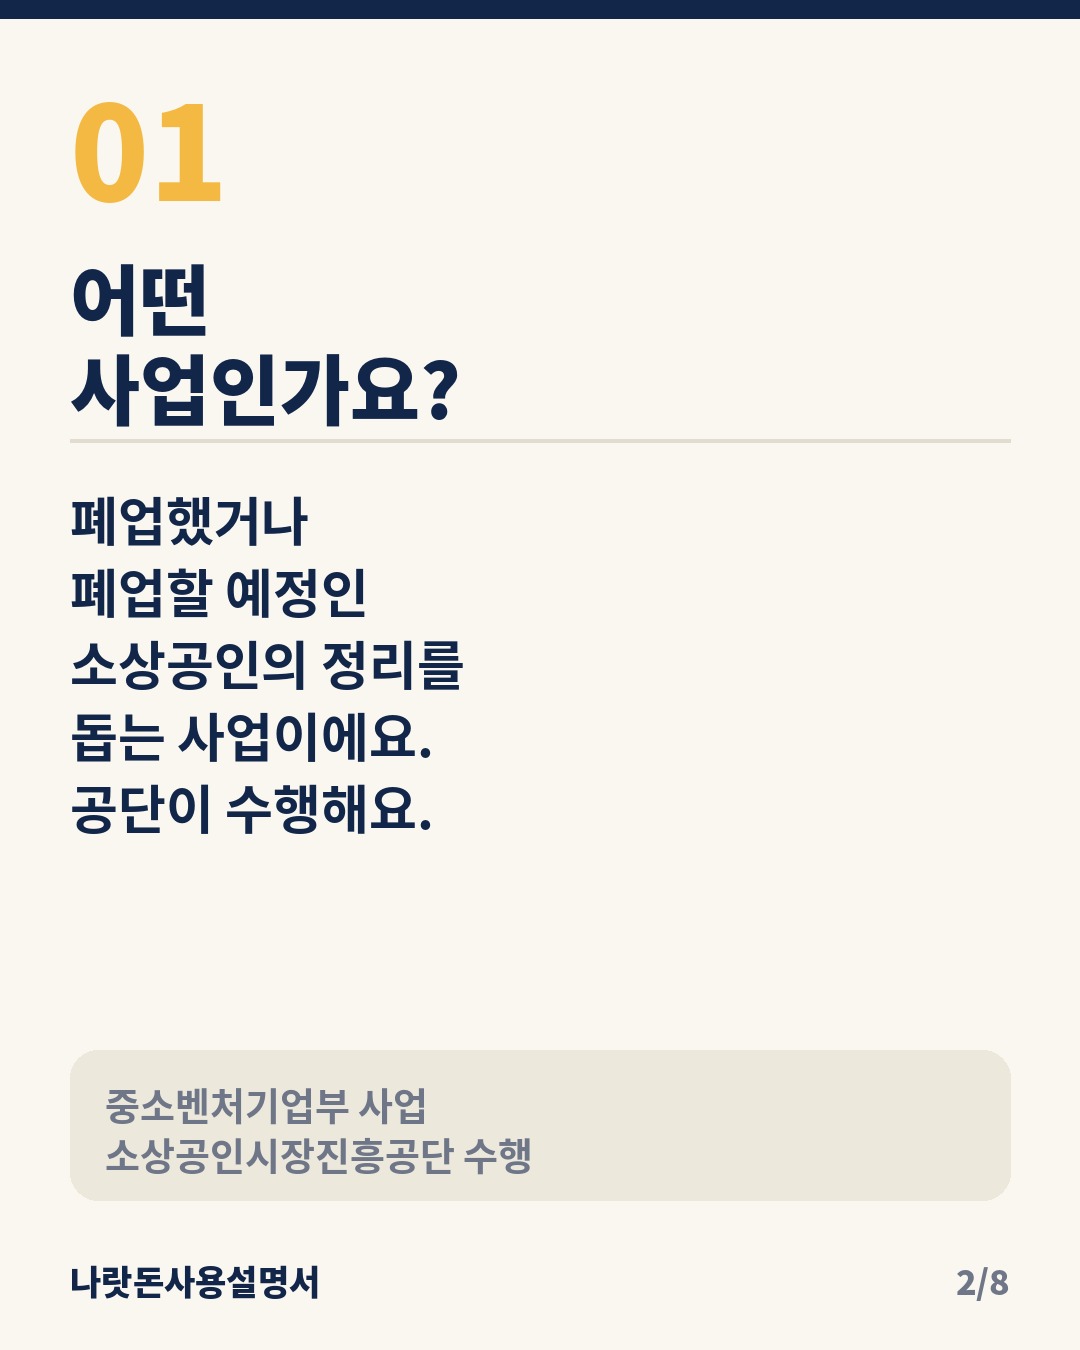 01
어떤
사업인가요?
폐업했거나
폐업할 예정인
소상공인의 정리를
돕는 사업이에요.
공단이 수행해요.
중소벤처기업부 사업
소상공인시장진흥공단 수행
나랏돈사용설명서
2/8